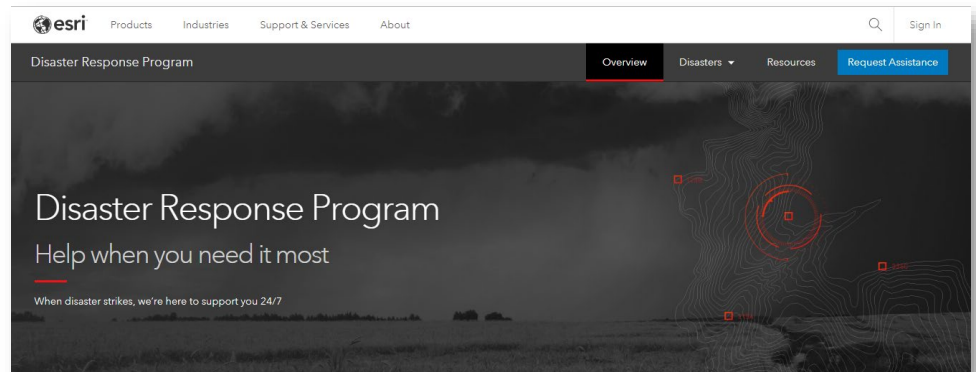 esri Products Industries Support & Services About Sign In
Disaster Response Program Overview Disasters Resources Request Assistance
Disaster Response Program
Help when you need it most
When disaster strikes, we're here to support you 24/7